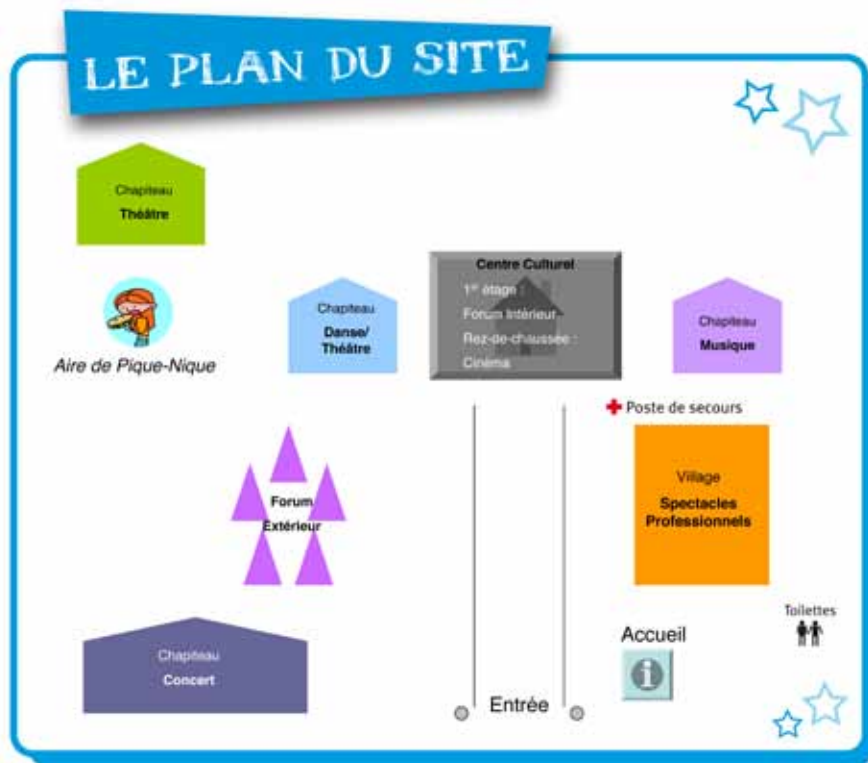 LE PLAN DU SITE
Chapiteau
Théâtre
Aire de Pique-Nique
Chapiteau
Danse/
Théâtre
Centre Culturel
1er étage :
Forum Intérieur
Rez-de-chaussée :
Cinéma
Chapiteau
Musique
Poste de secours
Forum
Extérieur
Village
Spectacles
Professionnels
Toilettes
Accueil
i
Chapiteau
Concert
Entrée